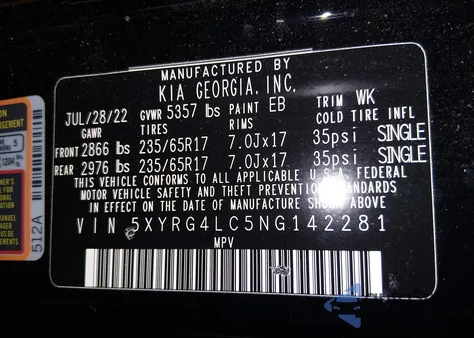 MANUFACTURED BY
KIA GEORGIA, INC.
JUL/28/22 GVWR 5357 lbs PAINT EB TRIM WK
GAWR TIRES RIMS COLD TIRE INFL
FRONT 2866 lbs 235/65R17 7.0Jx17 35psi SINGLE
REAR 2976 lbs 235/65R17 7.0Jx17 35psi SINGLE
THIS VEHICLE CONFORMS TO ALL APPLICABLE U.S.A. FEDERAL
MOTOR VEHICLE SAFETY AND THEFT PREVENTION STANDARDS
IN EFFECT ON THE DATE OF MANUFACTURE SHOWN ABOVE
VIN 5XYRG4LC5NG142281
MPV
512A
5